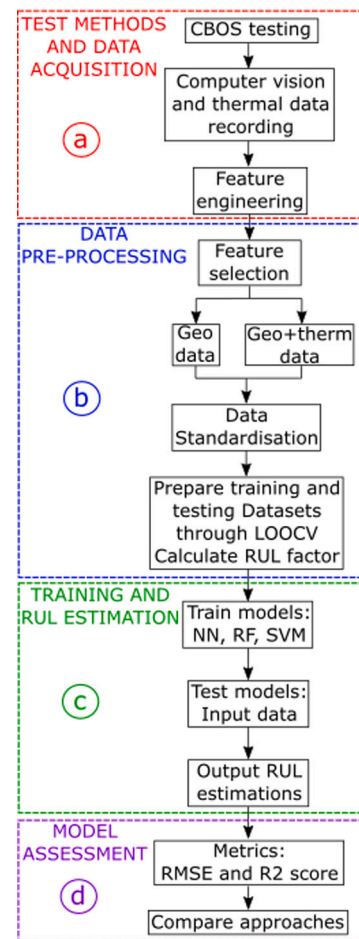 TEST METHODS
AND DATA
ACQUISITION
a
CBOS testing
Computer vision
and thermal data
recording
Feature
engineering
DATA
PRE-PROCESSING
b
Feature
selection
Geo
data
Geo+therm
data
Data
Standardisation
Prepare training and
testing Datasets
through LOOCV
Calculate RUL factor
TRAINING AND
RUL ESTIMATION
c
Train models:
NN, RF, SVM
Test models:
Input data
Output RUL
estimations
MODEL
ASSESSMENT
d
Metrics:
RMSE and R2 score
Compare approaches